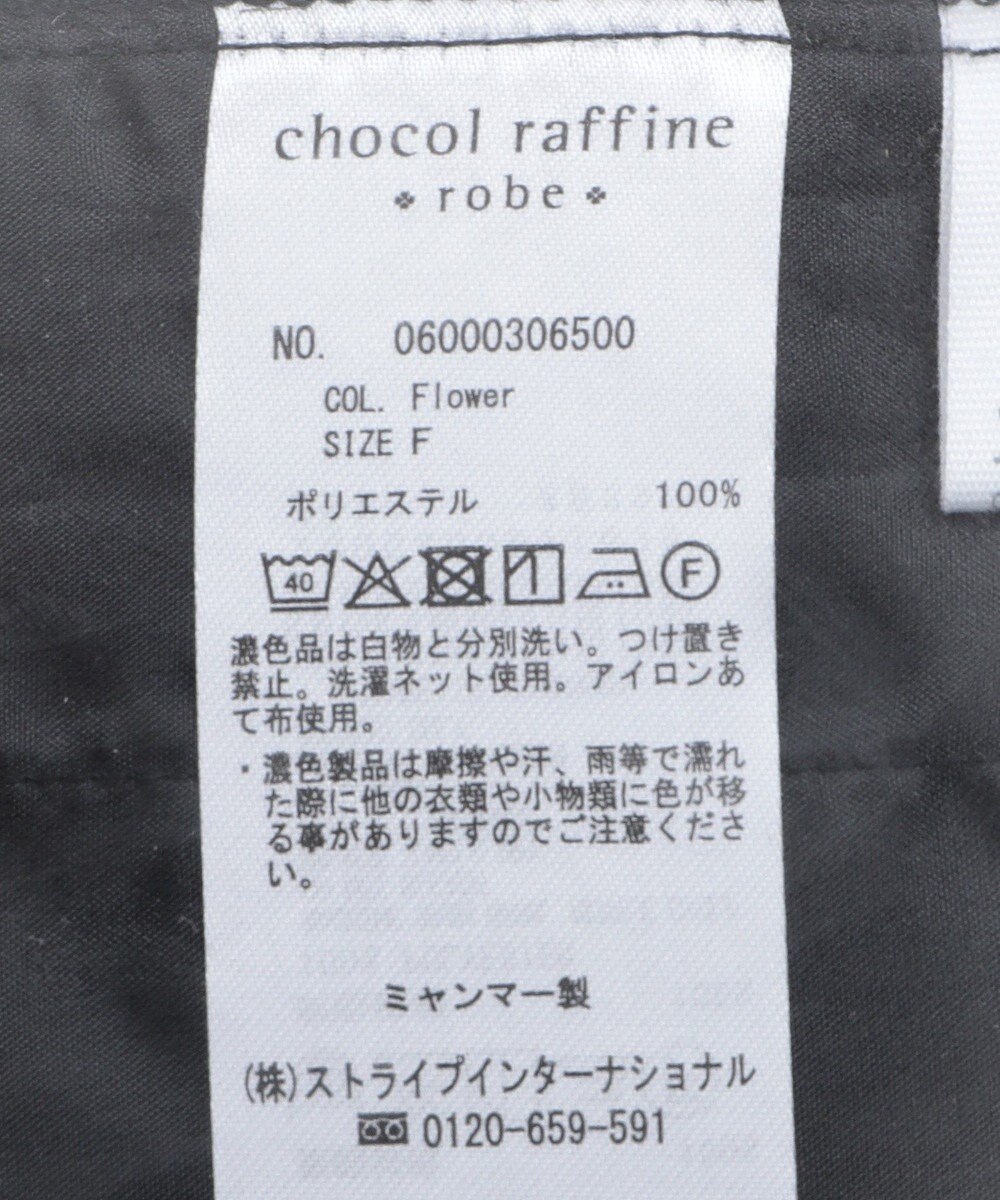 chocol raffine
robe
NO. 06000306500
COL. Flower
SIZE F
ポリエステル 100%
40 F
濃色品は白物と分別洗い。つけ置き
禁止。洗濯ネット使用。アイロンあ
て布使用。
・濃色製品は摩擦や汗、雨等で濡れ
た際に他の衣類や小物類に色が移
る事がありますのでご注意くださ
い。
ミャンマー製
(株)ストライプインターナショナル
0120-659-591